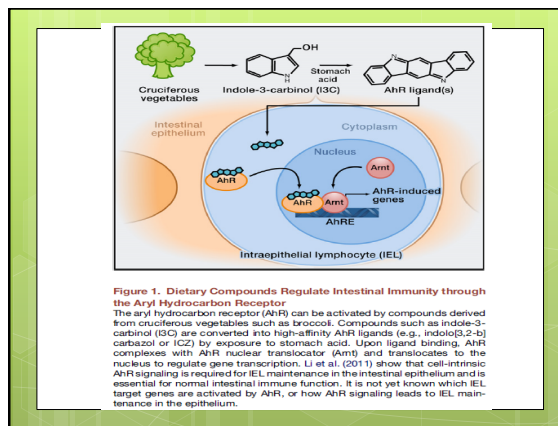 OH
N
Stomach
acid
N
H
N
N
Cruciferous
vegetables
Indole-3-carbinol (I3C)
AhR ligand(s)
Intestinal
epithelium
Cytoplasm
Nucleus
Arnt
AhR
AhR-induced
genes
AhR
Arnt
AhRE
Intraepithelial lymphocyte (IEL)
Figure 1. Dietary Compounds Regulate Intestinal Immunity through
the Aryl Hydrocarbon Receptor
The aryl hydrocarbon receptor (AhR) can be activated by compounds derived
from cruciferous vegetables such as broccoli. Compounds such as indole-3-
carbinol (I3C) are converted into high-affinity AhR ligands (e.g., indolo[3,2-b]
carbazol or ICZ) by exposure to stomach acid. Upon ligand binding, AhR
complexes with AhR nuclear translocator (Arnt) and translocates to the
nucleus to regulate gene transcription. Li et al. (2011) show that cell-intrinsic
AhR signaling is required for IEL maintenance in the intestinal epithelium and is
essential for normal intestinal immune function. It is not yet known which IEL
target genes are activated by AhR, or how AhR signaling leads to IEL main-
tenance in the epithelium.